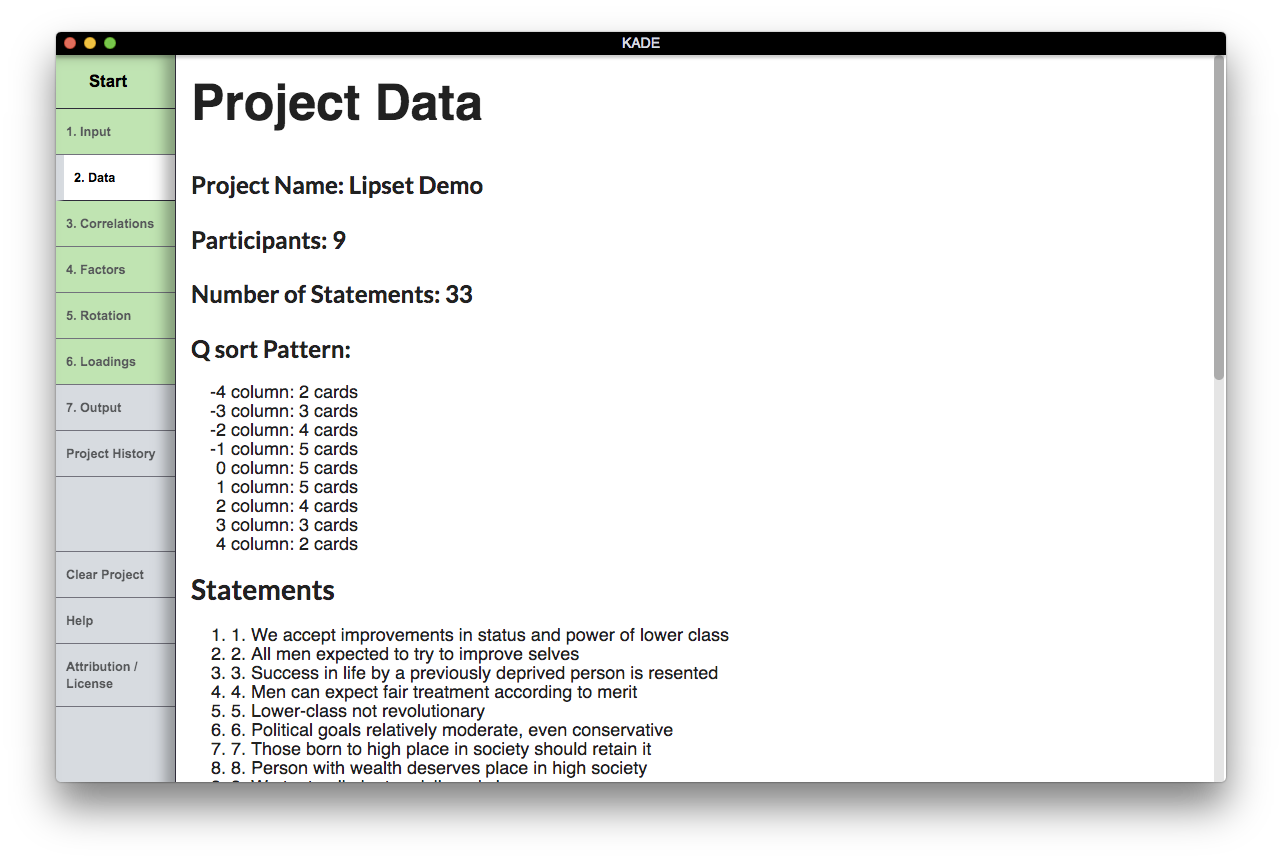 KADE
Start
1. Input
2. Data
3. Correlations
4. Factors
5. Rotation
6. Loadings
7. Output
Project History
Clear Project
Help
Attribution /
License
Project Data
Project Name: Lipset Demo
Participants: 9
Number of Statements: 33
Q sort Pattern:
-4 column: 2 cards
-3 column: 3 cards
-2 column: 4 cards
-1 column: 5 cards
0 column: 5 cards
1 column: 5 cards
2 column: 4 cards
3 column: 3 cards
4 column: 2 cards
Statements
1. 1. We accept improvements in status and power of lower class
2. 2. All men expected to try to improve selves
3. 3. Success in life by a previously deprived person is resented
4. 4. Men can expect fair treatment according to merit
5. 5. Lower-class not revolutionary
6. 6. Political goals relatively moderate, even conservative
7. 7. Those born to high place in society should retain it
8. 8. Person with wealth deserves place in high society